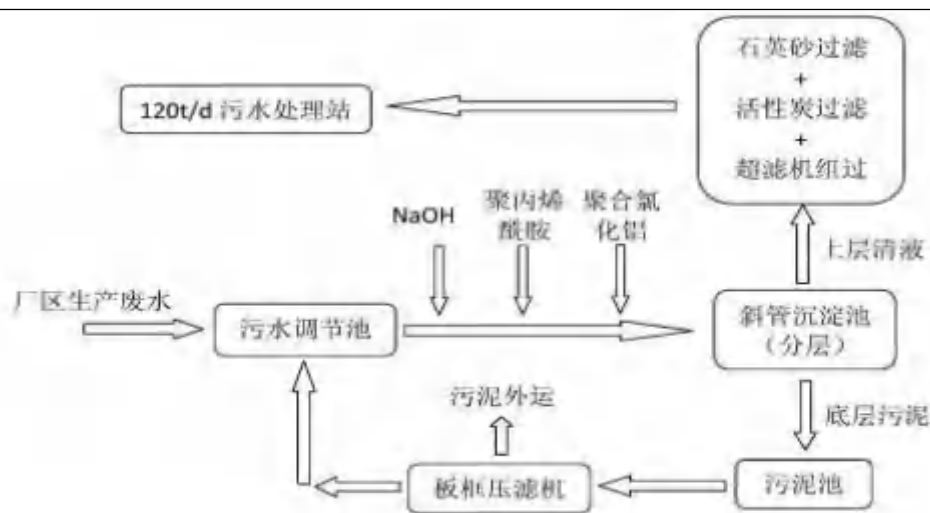 石英砂过滤
+
活性炭过滤
+
超滤机组过
120t/d 污水处理站
NaOH
聚丙烯
酰胺
聚合氯
化铝
上层清液
厂区生产废水
污水调节池
斜管沉淀池
（分层）
污泥外运
底层污泥
板框压滤机
污泥池